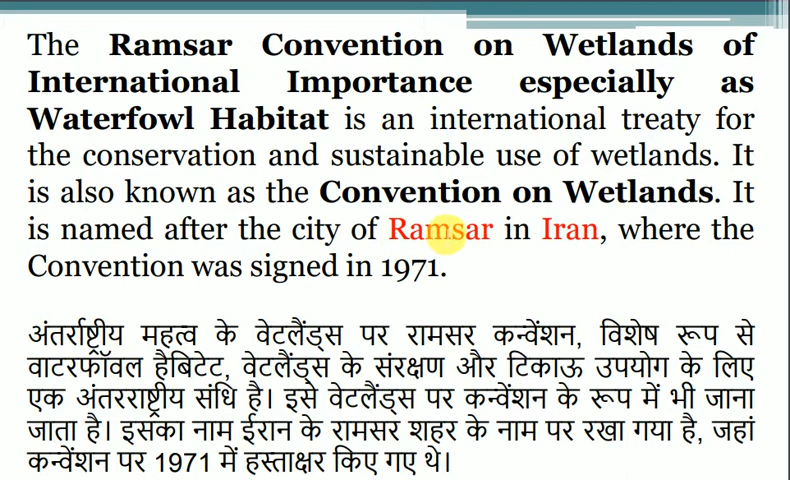 The Ramsar Convention on Wetlands of
International Importance especially as
Waterfowl Habitat is an international treaty for
the conservation and sustainable use of wetlands. It
is also known as the Convention on Wetlands. It
is named after the city of Ramsar in Iran, where the
Convention was signed in 1971.
अंतर्राष्ट्रीय महत्व के वेटलैंड्स पर रामसर कन्वेंशन, विशेष रूप से
वाटरफॉवल हैबिटेट, वेटलैंड्स के संरक्षण और टिकाऊ उपयोग के लिए
एक अंतरराष्ट्रीय संधि है। इसे वेटलैंड्स पर कन्वेंशन के रूप में भी जाना
जाता है। इसका नाम ईरान के रामसर शहर के नाम पर रखा गया है, जहां
कन्वेंशन पर 1971 में हस्ताक्षर किए गए थे।